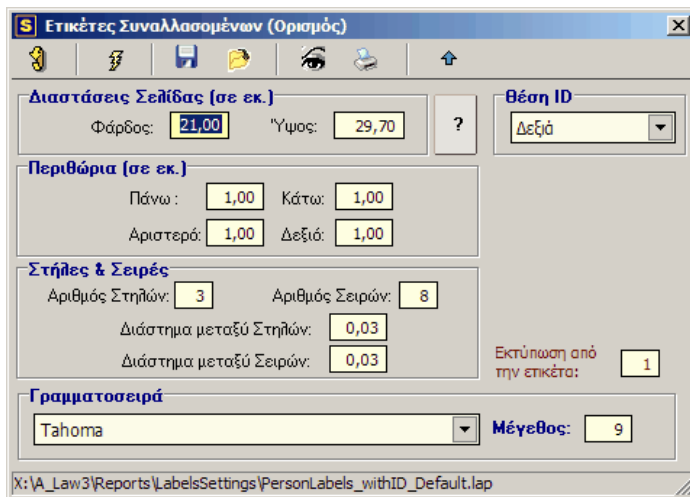 S Ετικέτες Συναλλασομένων (Ορισμός)
Διαστάσεις Σελίδας (σε εκ.)
Φάρδος: 21,00 Ύψος: 29,70
?
Θέση ID
Δεξιά
Περιθώρια (σε εκ.)
Πάνω : 1,00 Κάτω: 1,00
Αριστερό: 1,00 Δεξιό: 1,00
Στήλες & Σειρές
Αριθμός Στηλών: 3 Αριθμός Σειρών: 8
Διάστημα μεταξύ Στηλών: 0,03
Διάστημα μεταξύ Σειρών: 0,03
Εκτύπωση από
την ετικέτα: 1
Γραμματοσειρά
Tahoma Μέγεθος: 9
X:\A_Law3\Reports\LabelsSettings\PersonLabels_withID_Default.lap